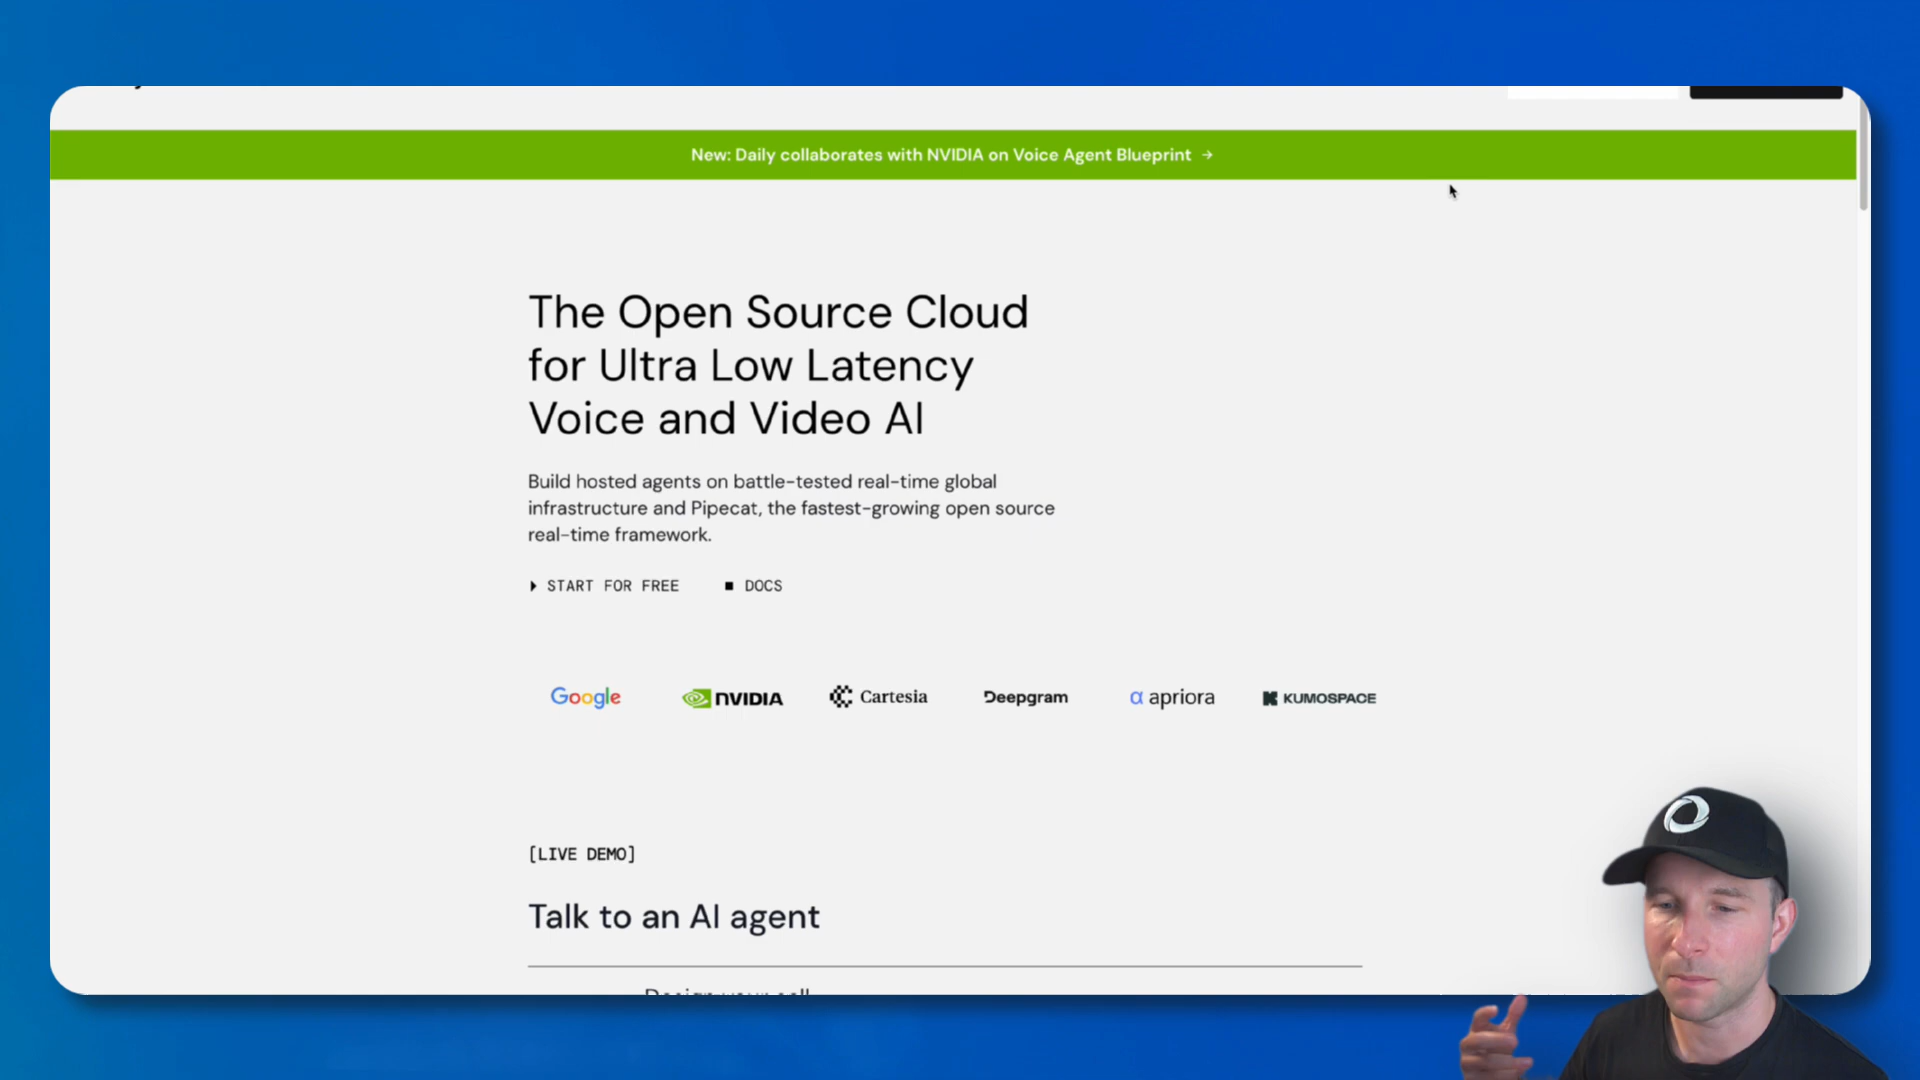 New: Daily collaborates with NVIDIA on Voice Agent Blueprint →
The Open Source Cloud
for Ultra Low Latency
Voice and Video AI
Build hosted agents on battle-tested real-time global
infrastructure and Pipecat, the fastest-growing open source
real-time framework.
START FOR FREE DOCS
Google NVIDIA Cartesia Deepgram apriora KUMOSPACE
[LIVE DEMO]
Talk to an AI agent
Design your call